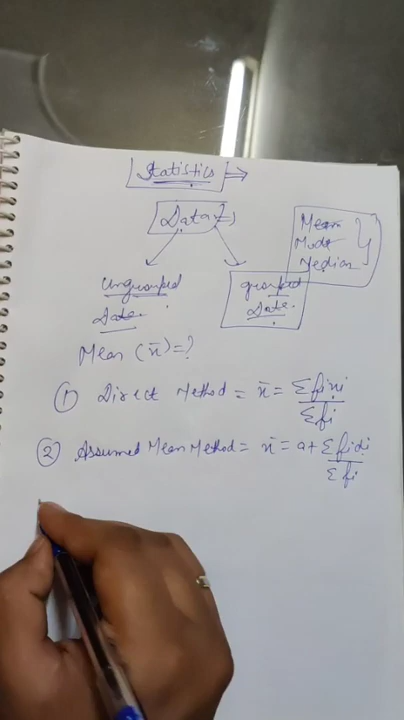 Statistics ⇒
Data ⇒
Mean
Mode
Median
ungrouped
Data.
grouped
Data.
Mean (x̄) = ?
① Direct Method = x̄ = Σfixi / Σfi
② Assumed Mean Method = x̄ = a + Σfidi / Σfi